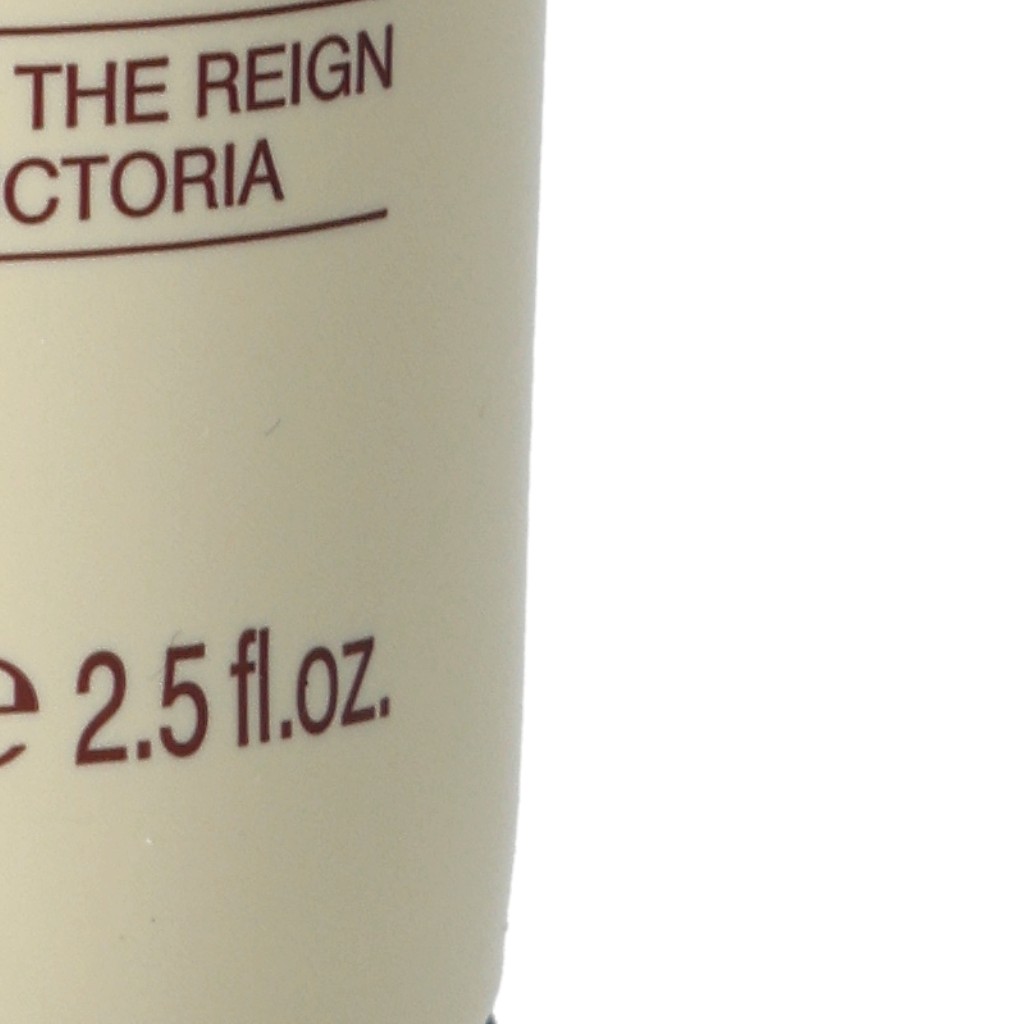 THE REIGN
CTORIA
e 2.5 fl.oz.